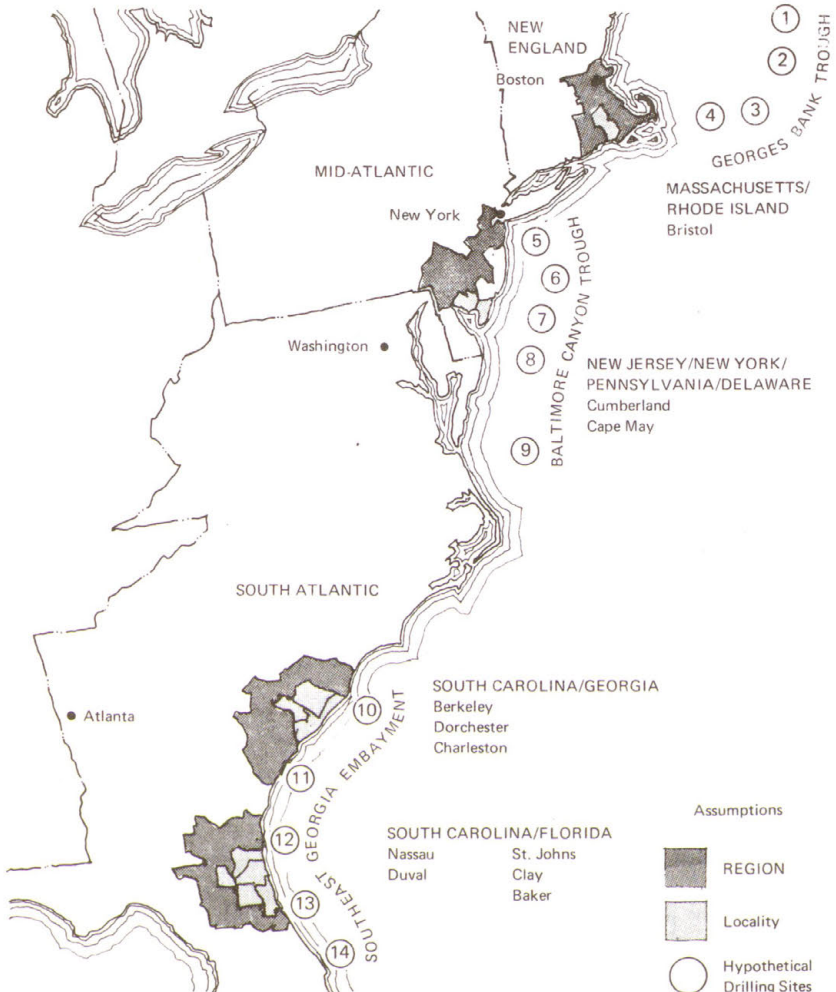 NEW
ENGLAND
Boston
1
2
3
4
GEORGES BANK TROUGH
MASSACHUSETTS/
RHODE ISLAND
Bristol
MID-ATLANTIC
New York
5
6
7
8
9
BALTIMORE CANYON TROUGH
Washington
NEW JERSEY/NEW YORK/
PENNSYLVANIA/DELAWARE
Cumberland
Cape May
SOUTH ATLANTIC
Atlanta
SOUTH CAROLINA/GEORGIA
Berkeley
Dorchester
Charleston
10
11
12
13
14
SOUTHEAST GEORGIA EMBAYMENT
SOUTH CAROLINA/FLORIDA
Nassau
Duval
St. Johns
Clay
Baker
Assumptions
REGION
Locality
Hypothetical
Drilling Sites